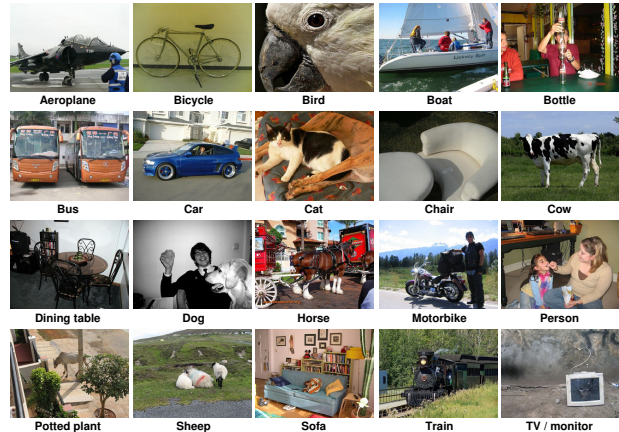 Aeroplane
Bicycle
Bird
Boat
Bottle
Bus
Car
Cat
Chair
Cow
Dining table
Dog
Horse
Motorbike
Person
Potted plant
Sheep
Sofa
Train
TV / monitor